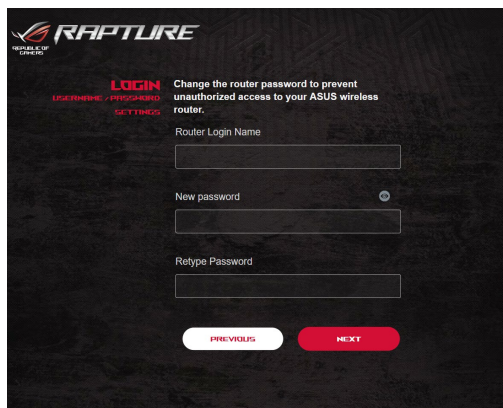 REPUBLIC OF
GAMERS
RAPTURE
LOGIN
USERNAME / PASSWORD
SETTINGS
Change the router password to prevent
unauthorized access to your ASUS wireless
router.
Router Login Name
New password
Retype Password
PREVIOUS
NEXT